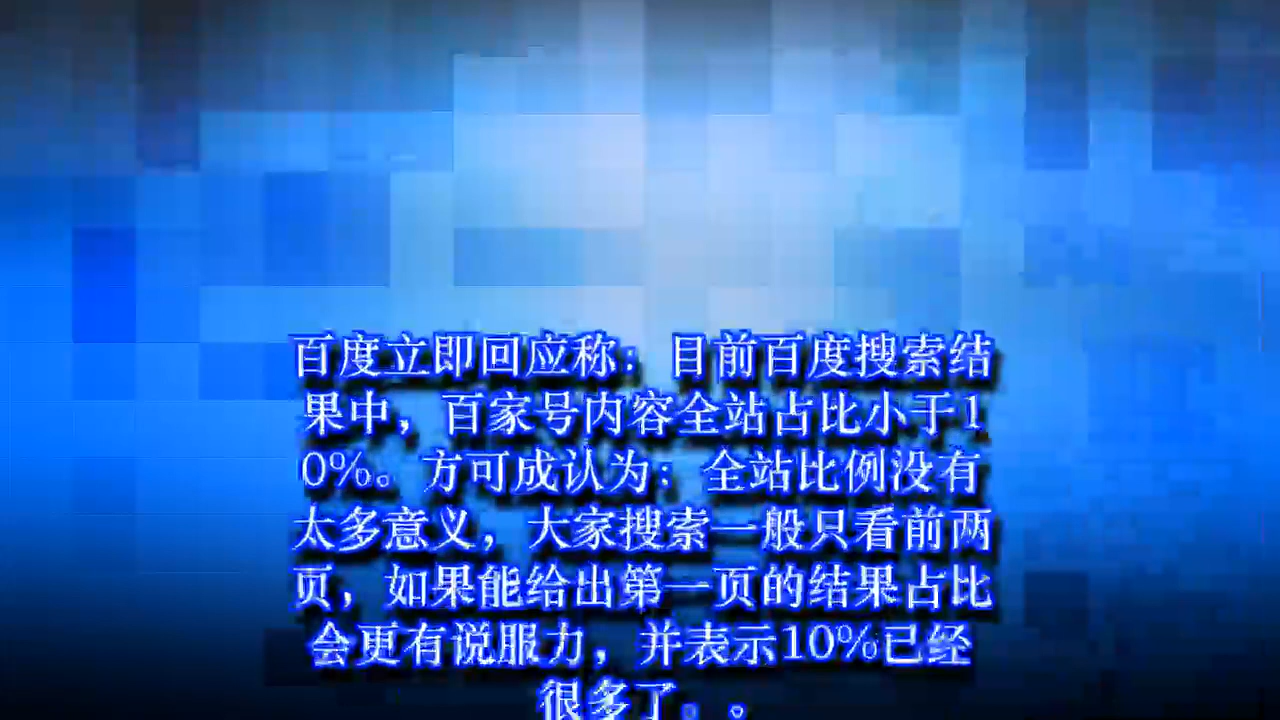 百度立即回应称：目前百度搜索结
果中，百家号内容全站占比小于1
0%。方可成认为：全站比例没有
太多意义，大家搜索一般只看前两
页，如果能给出第一页的结果占比
会更有说服力，并表示10%已经
很多了。。